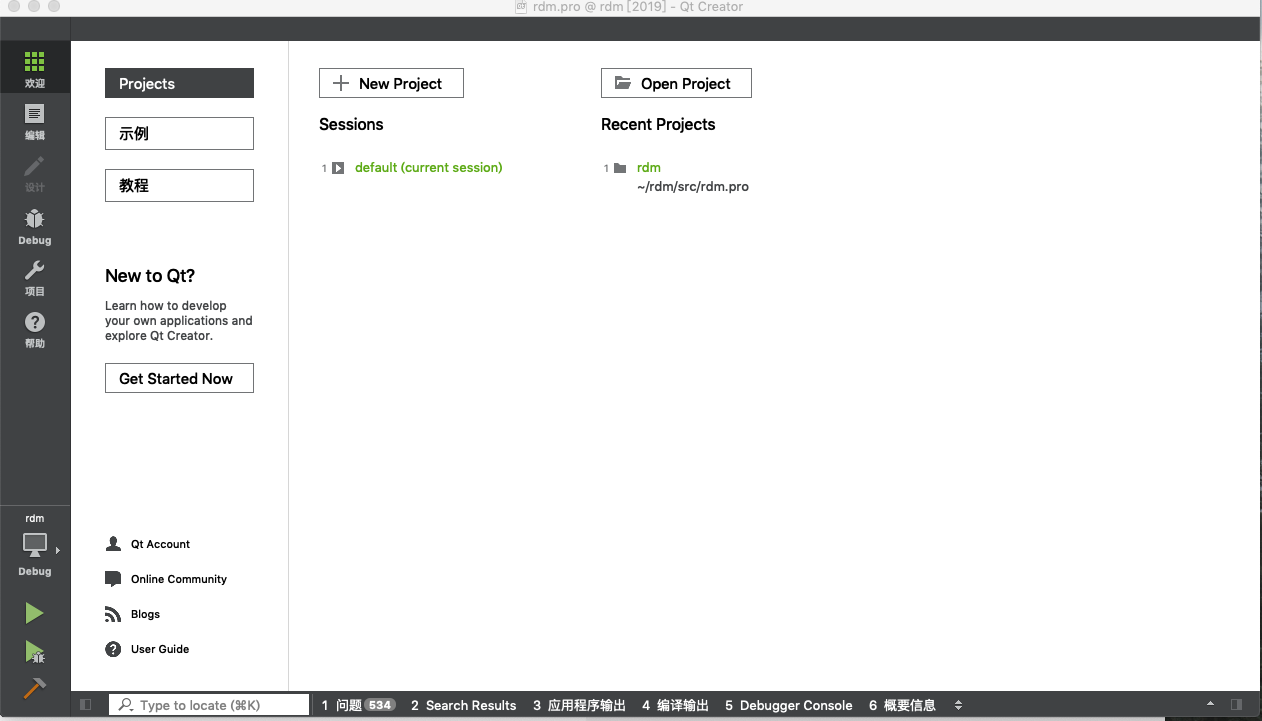 rdm.pro @ rdm [2019] - Qt Creator
欢迎
编辑
设计
Debug
项目
帮助
rdm
Debug
Projects
示例
教程
New to Qt?
Learn how to develop
your own applications and
explore Qt Creator.
Get Started Now
Qt Account
Online Community
Blogs
User Guide
New Project
Sessions
1 default (current session)
Open Project
Recent Projects
1 rdm
~/rdm/src/rdm.pro
Type to locate (⌘K)
1 问题 534
2 Search Results
3 应用程序输出
4 编译输出
5 Debugger Console
6 概要信息